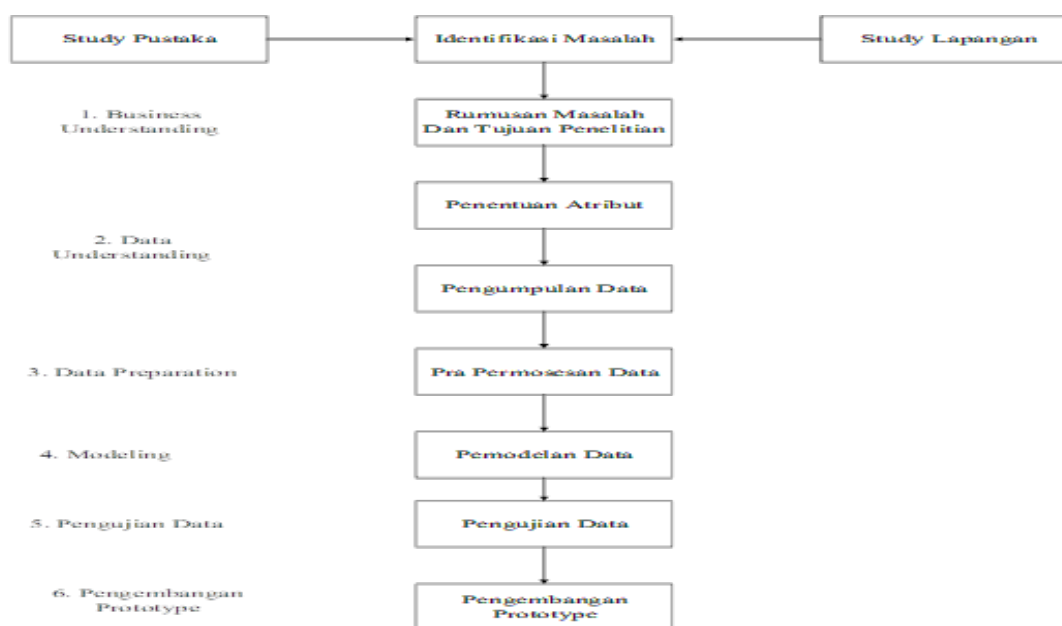 Study Pustaka
Identifikasi Masalah
Study Lapangan
1. Business
Understanding
Rumusan Masalah
Dan Tujuan Penelitian
Penentuan Atribut
2. Data
Understanding
Pengumpulan Data
3. Data Preparation
Pra Permosesan Data
4. Modeling
Pemodelan Data
5. Pengujian Data
Pengujian Data
6. Pengembangan
Prototype
Pengembangan
Prototype